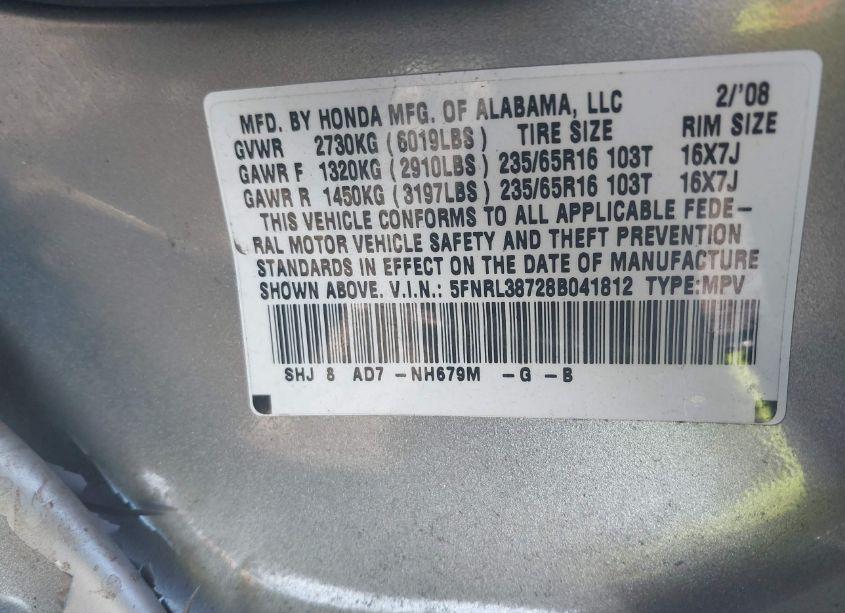 MFD. BY HONDA MFG. OF ALABAMA, LLC 2/'08
GVWR 2730KG ( 6019LBS ) TIRE SIZE RIM SIZE
GAWR F 1320KG ( 2910LBS ) 235/65R16 103T 16X7J
GAWR R 1450KG ( 3197LBS ) 235/65R16 103T 16X7J
THIS VEHICLE CONFORMS TO ALL APPLICABLE FEDE-
RAL MOTOR VEHICLE SAFETY AND THEFT PREVENTION
STANDARDS IN EFFECT ON THE DATE OF MANUFACTURE
SHOWN ABOVE. V.I.N.: 5FNRL38728B041812 TYPE:MPV
SHJ 8 AD7 -NH679M -G -B